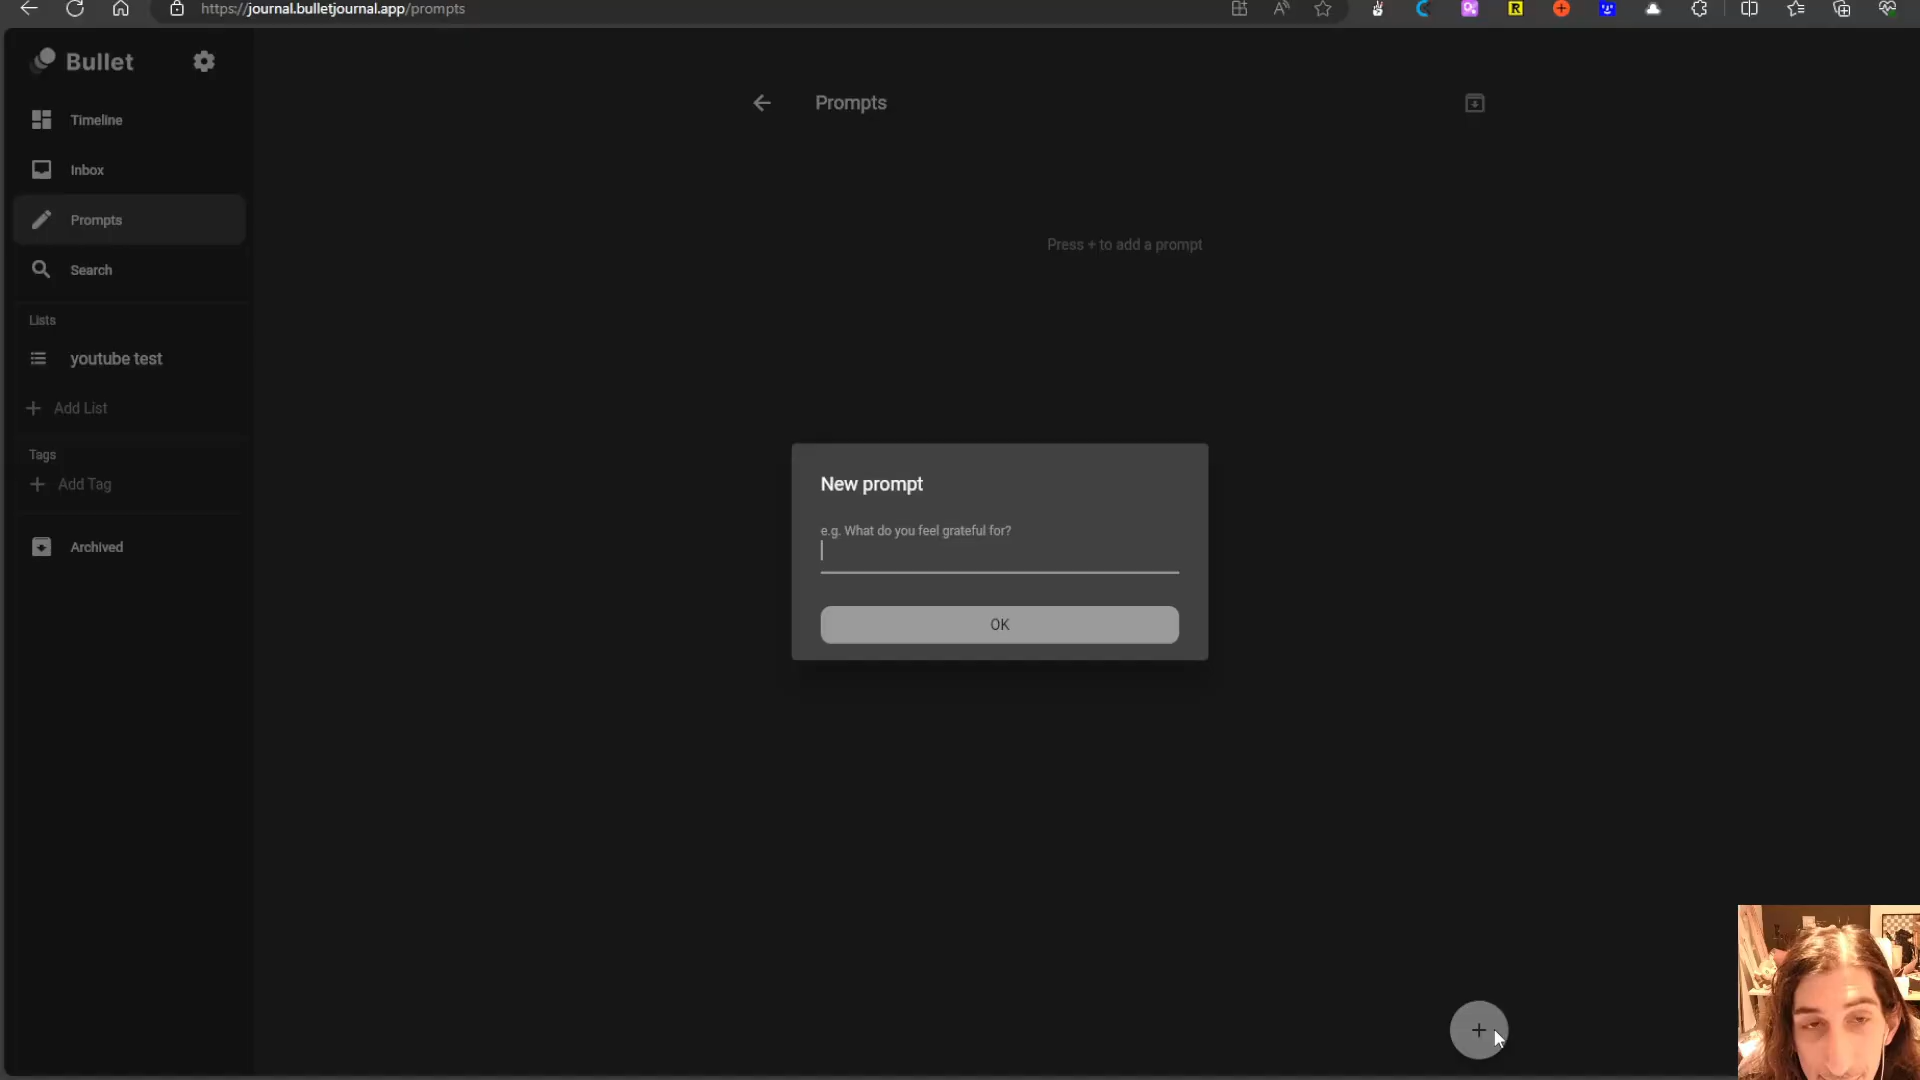 https://journal.bulletjournal.app/prompts
Bullet
Timeline
Inbox
Prompts
Search
Lists
youtube test
Add List
Tags
Add Tag
Archived
Prompts
Press + to add a prompt
New prompt
e.g. What do you feel grateful for?
OK